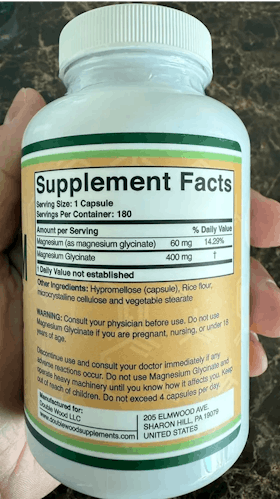 Supplement Facts
Serving Size: 1 Capsule
Servings Per Container: 180
Amount per Serving % Daily Value
Magnesium (as magnesium glycinate) 60 mg 14.29%
Magnesium Glycinate 400 mg †
† Daily Value not established
Other Ingredients: Hypromellose (capsule), Rice flour,
microcrystalline cellulose and vegetable stearate
WARNING: Consult your physician before use. Do not use
Magnesium Glycinate if you are pregnant, nursing, or under 18
years of age.
Discontinue use and consult your doctor immediately if any
adverse reactions occur. Do not use Magnesium Glycinate and
operate heavy machinery until you know how it affects you. Keep
out of reach of children. Do not exceed 4 capsules per day.
Manufactured for:
Double Wood LLC
www.doublewoodsupplements.com
205 ELMWOOD AVE.
SHARON HILL, PA 19079
UNITED STATES